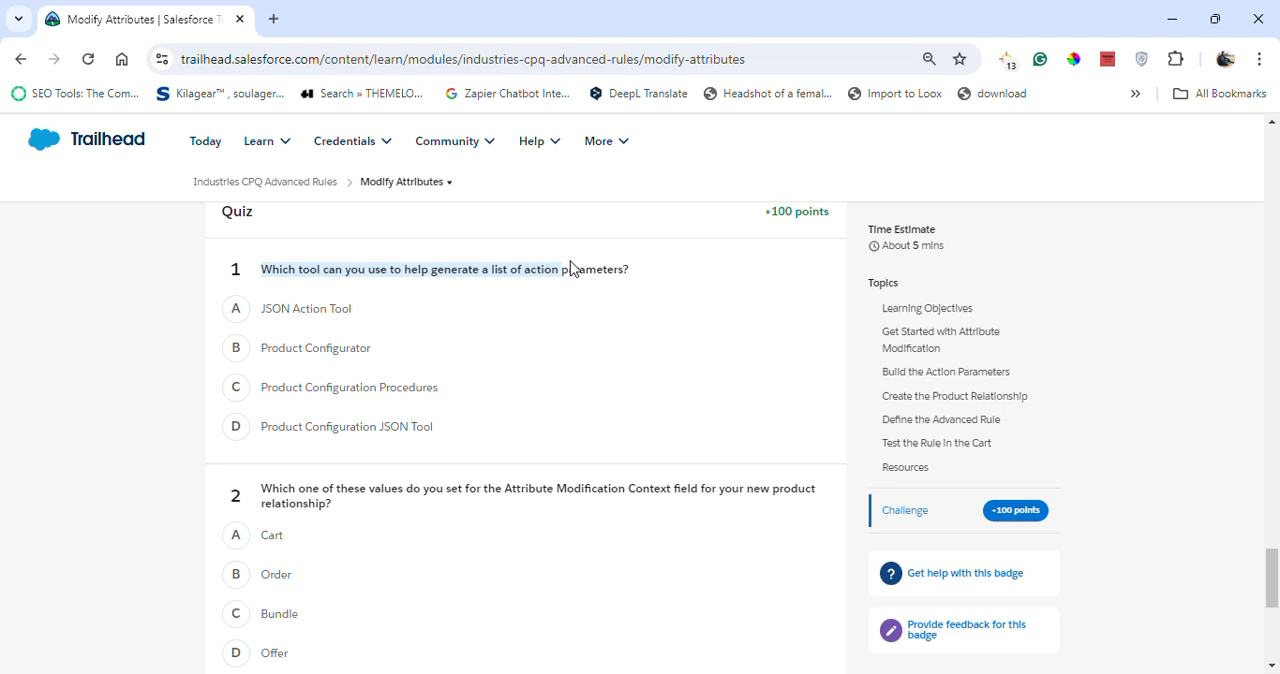 Modify Attributes | Salesforce T
trailhead.salesforce.com/content/learn/modules/industries-cpq-advanced-rules/modify-attributes
13
SEO Tools: The Com...
Kilagear™, soulager...
Search » THEMELO...
Zapier Chatbot Inte...
DeepL Translate
Headshot of a femal...
Import to Loox
download
»
All Bookmarks
Trailhead
Today
Learn
Credentials
Community
Help
More
Industries CPQ Advanced Rules > Modify Attributes
Quiz
+100 points
1 Which tool can you use to help generate a list of action parameters?
A JSON Action Tool
B Product Configurator
C Product Configuration Procedures
D Product Configuration JSON Tool
2 Which one of these values do you set for the Attribute Modification Context field for your new product
relationship?
A Cart
B Order
C Bundle
D Offer
Time Estimate
About 5 mins
Topics
Learning Objectives
Get Started with Attribute
Modification
Build the Action Parameters
Create the Product Relationship
Define the Advanced Rule
Test the Rule in the Cart
Resources
Challenge
+100 points
? Get help with this badge
Provide feedback for this
badge